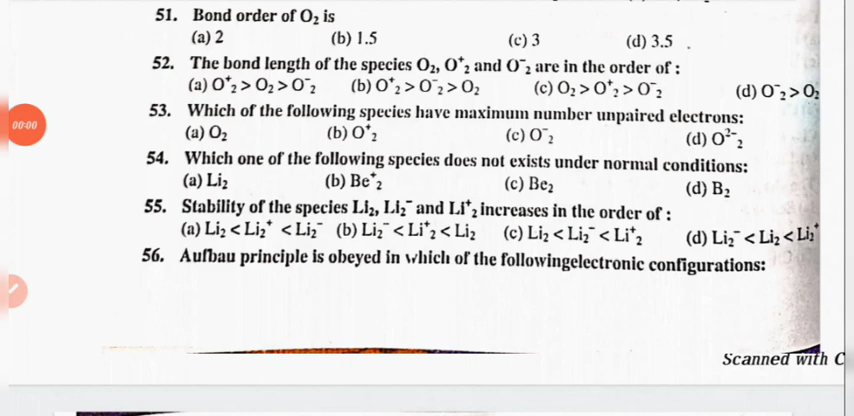 51. Bond order of O₂ is
(a) 2 (b) 1.5 (c) 3 (d) 3.5 .
52. The bond length of the species O₂, O⁺₂ and O⁻₂ are in the order of :
(a) O⁺₂ > O₂ > O⁻₂ (b) O⁺₂ > O⁻₂ > O₂ (c) O₂ > O⁺₂ > O⁻₂ (d) O⁻₂ > O₂
53. Which of the following species have maximum number unpaired electrons:
00:00
(a) O₂ (b) O⁺₂ (c) O⁻₂ (d) O²⁻₂
54. Which one of the following species does not exists under normal conditions:
(a) Li₂ (b) Be⁺₂ (c) Be₂ (d) B₂
55. Stability of the species Li₂, Li₂⁻ and Li⁺₂ increases in the order of :
(a) Li₂ < Li₂⁺ < Li₂⁻ (b) Li₂⁻ < Li⁺₂ < Li₂ (c) Li₂ < Li₂⁻ < Li⁺₂ (d) Li₂⁻ < Li₂ < Li₂⁺
56. Aufbau principle is obeyed in which of the followingelectronic configurations:
Scanned with C